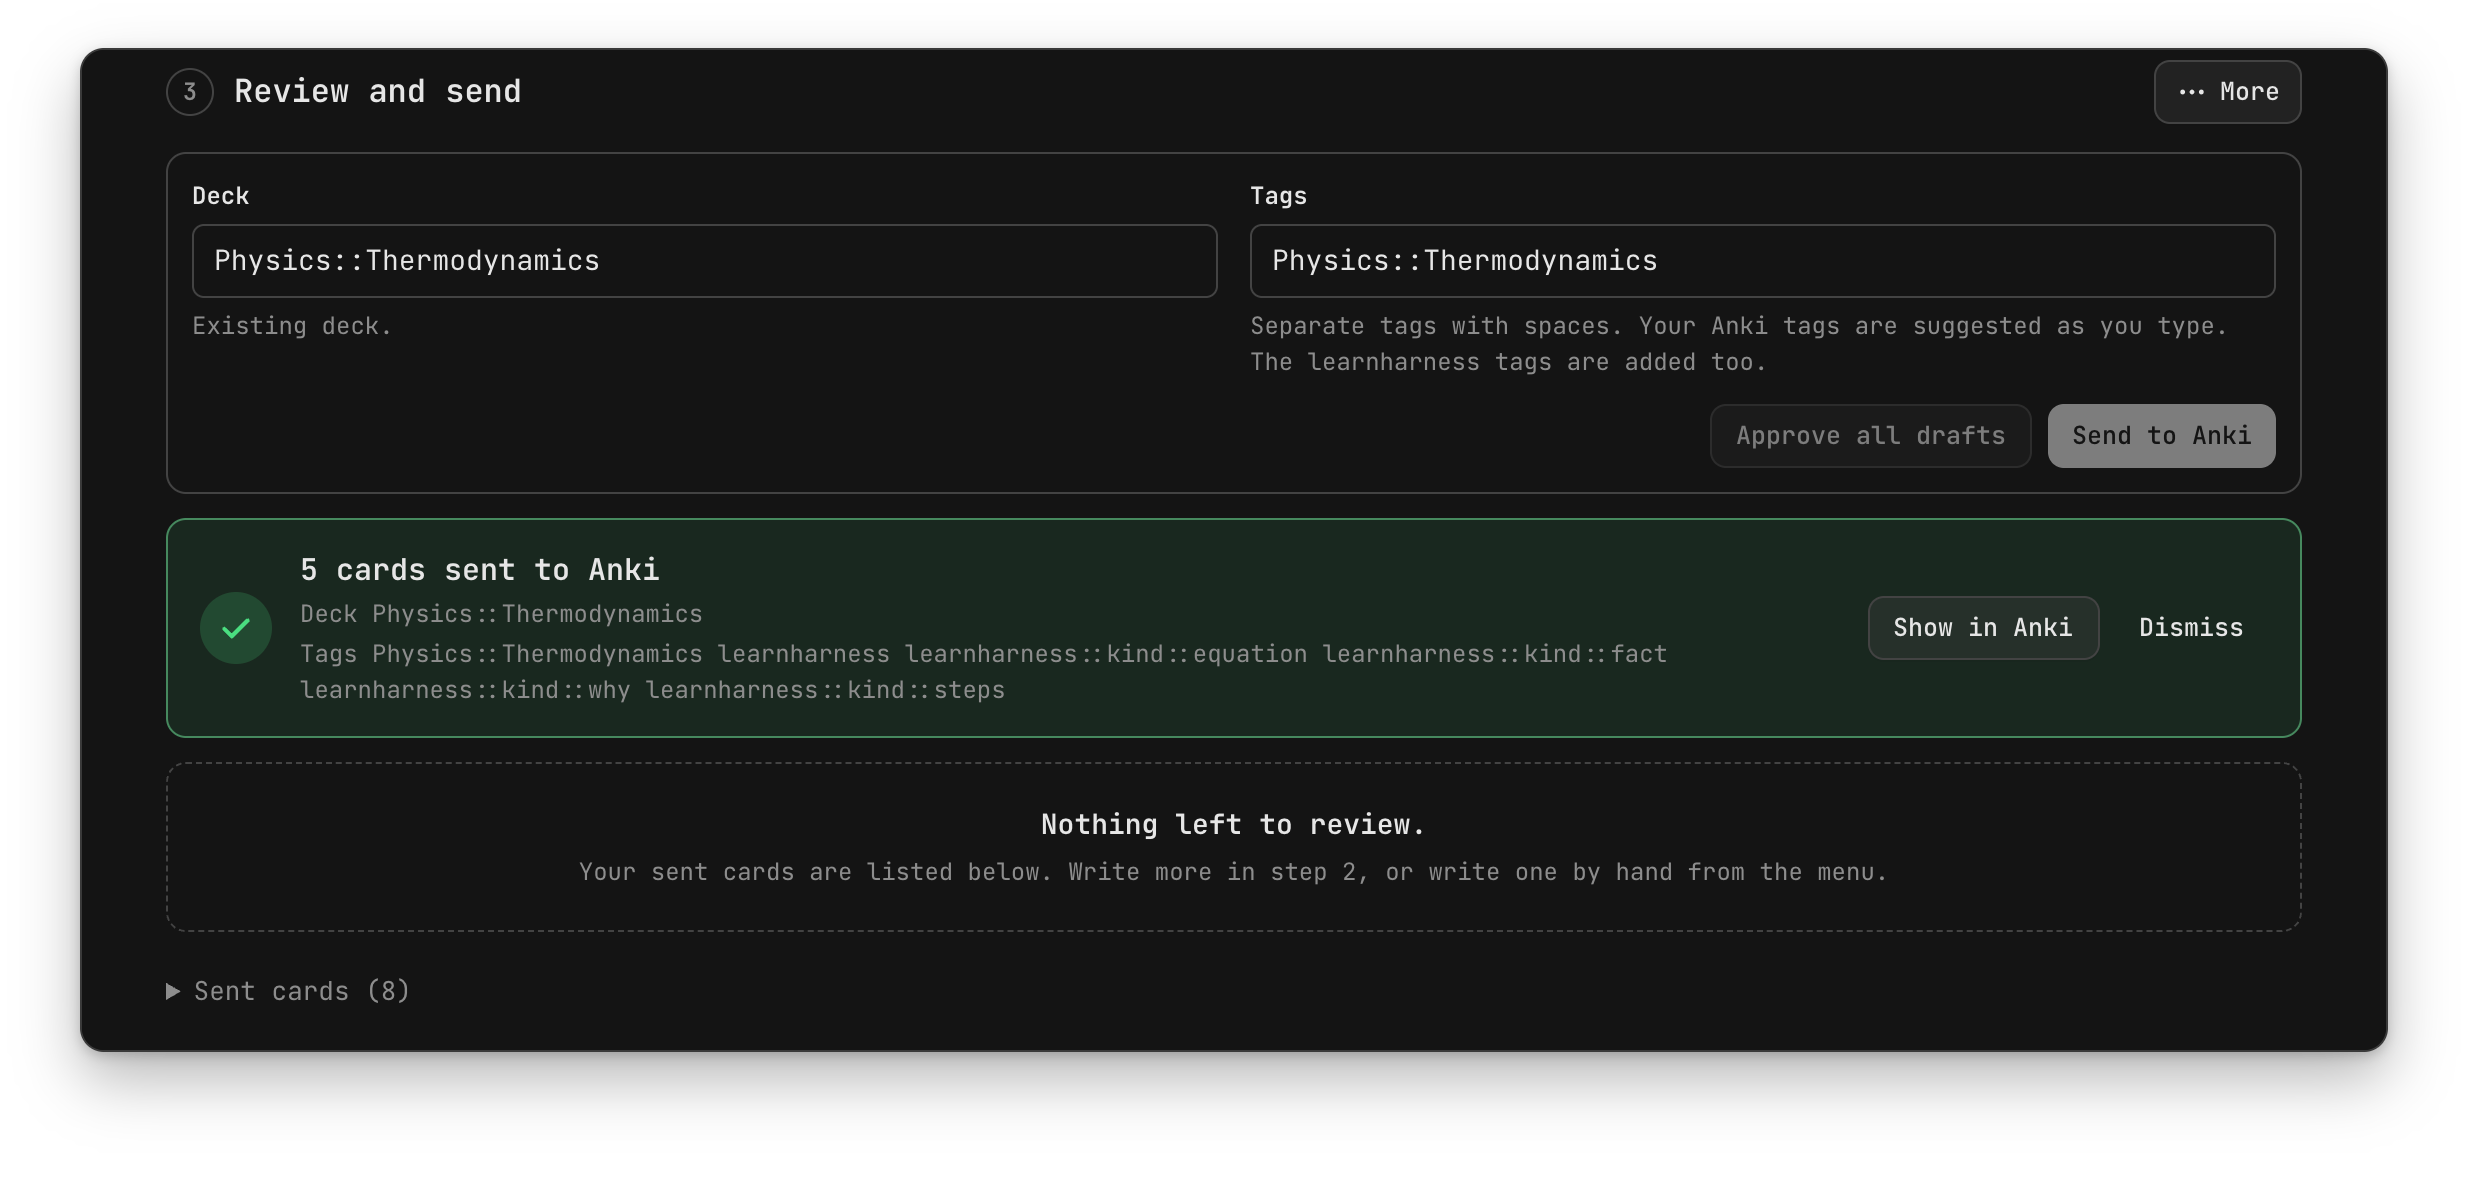 3 Review and send
··· More
Deck
Tags
Physics::Thermodynamics
Physics::Thermodynamics
Existing deck.
Separate tags with spaces. Your Anki tags are suggested as you type.
The learnharness tags are added too.
Approve all drafts
Send to Anki
5 cards sent to Anki
Deck Physics::Thermodynamics
Tags Physics::Thermodynamics learnharness learnharness::kind::equation learnharness::kind::fact
learnharness::kind::why learnharness::kind::steps
Show in Anki
Dismiss
Nothing left to review.
Your sent cards are listed below. Write more in step 2, or write one by hand from the menu.
▶ Sent cards (8)